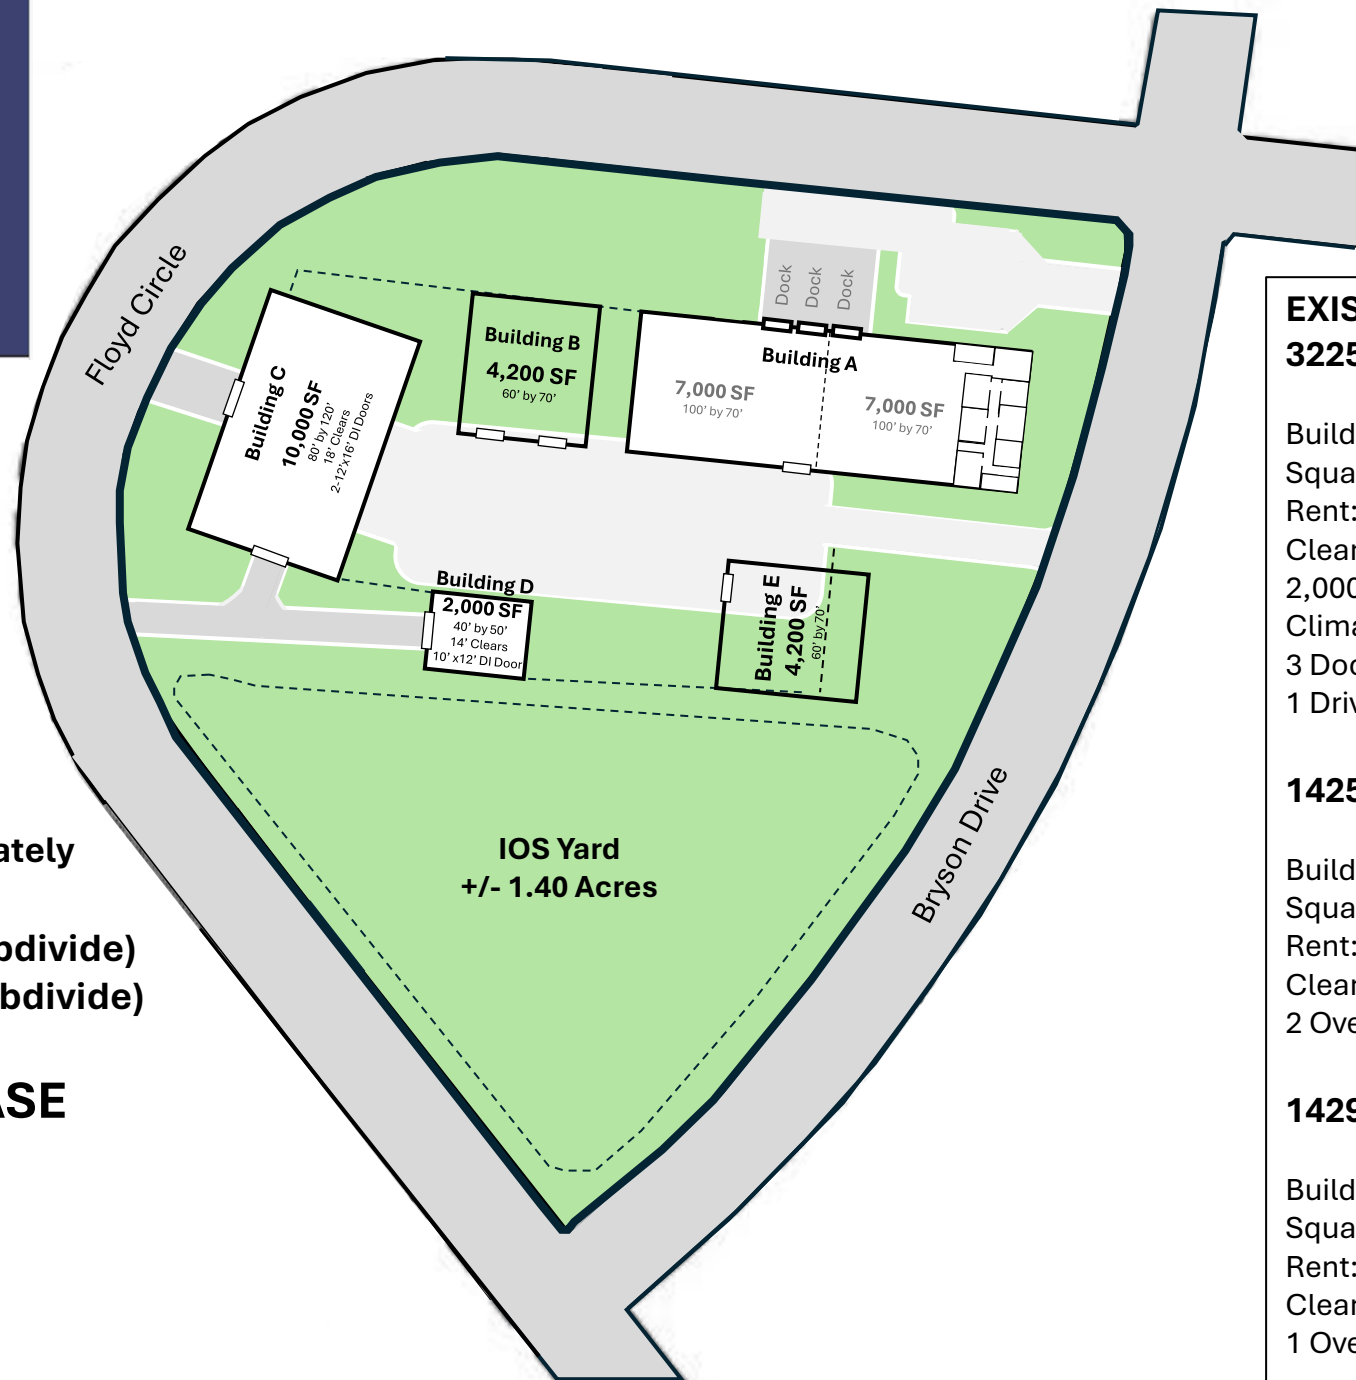 Floyd Circle
Dock
Dock
Dock
Building A
7,000 SF
100' by 70'
7,000 SF
100' by 70'
Building B
4,200 SF
60' by 70'
Building C
10,000 SF
80' by 120'
18' Clears
2-12'x16' DI Doors
Building D
2,000 SF
40' by 50'
14' Clears
10' x12' DI Door
Building E
4,200 SF
60' by 70'
IOS Yard
+/- 1.40 Acres
Bryson Drive
ately
bdivide)
bdivide)
ASE
EXIS
3225
Build
Squa
Rent:
Clear
2,000
Clima
3 Doc
1 Driv
1425
Build
Squa
Rent:
Clear
2 Ove
1429
Build
Squa
Rent:
Clear
1 Ove